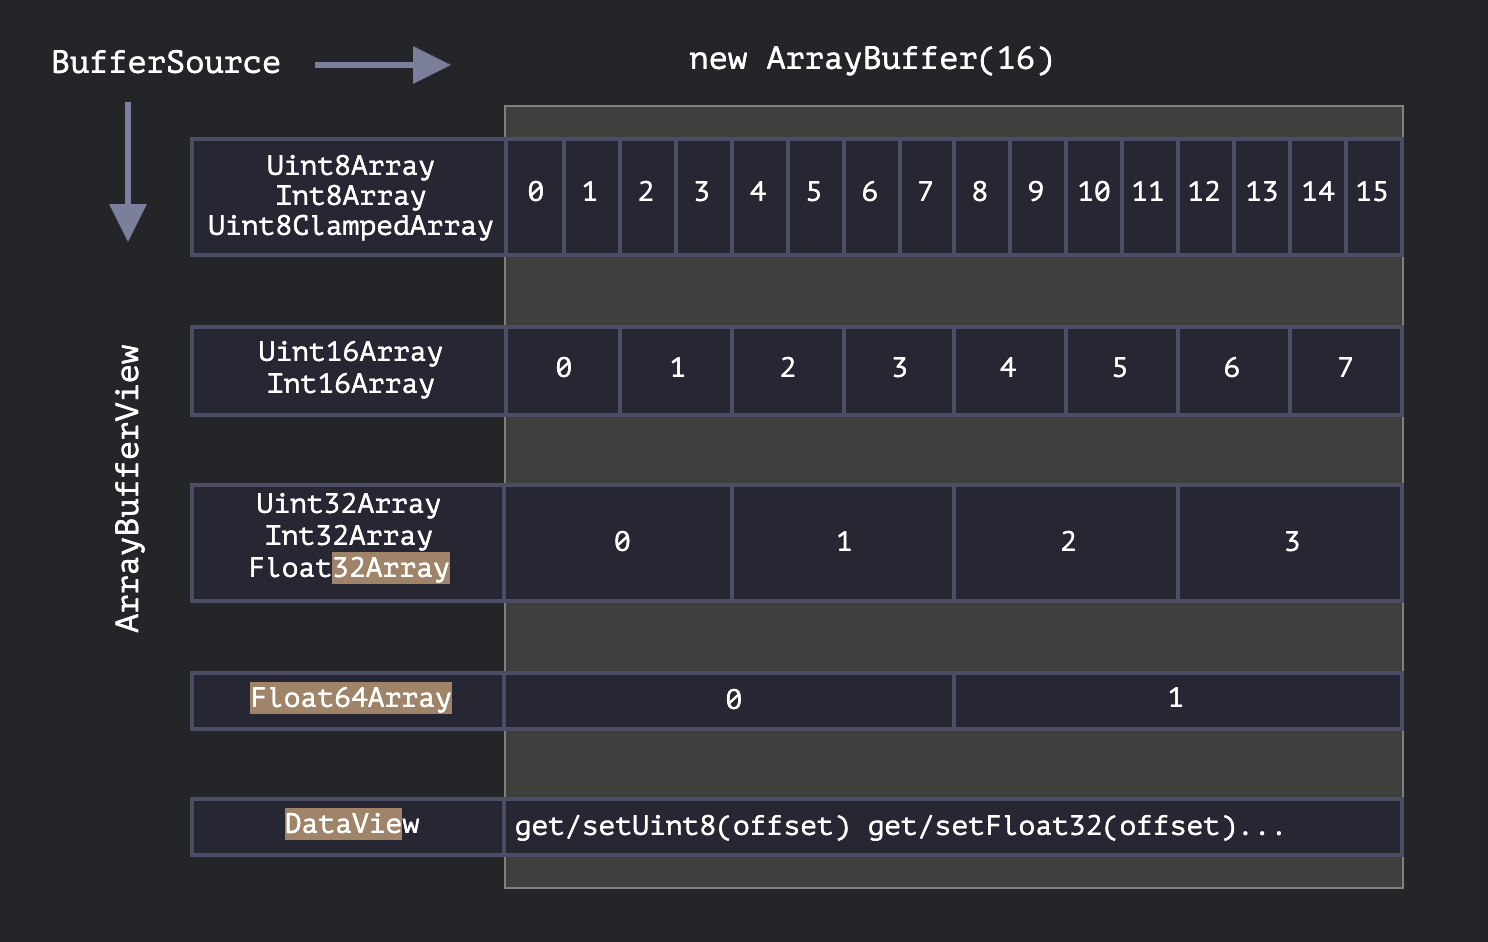 BufferSource
new ArrayBuffer(16)
ArrayBufferView
Uint8Array
Int8Array
Uint8ClampedArray
0 1 2 3 4 5 6 7 8 9 10 11 12 13 14 15
Uint16Array
Int16Array
0 1 2 3 4 5 6 7
Uint32Array
Int32Array
Float32Array
0 1 2 3
Float64Array
0 1
DataView
get/setUint8(offset) get/setFloat32(offset)...